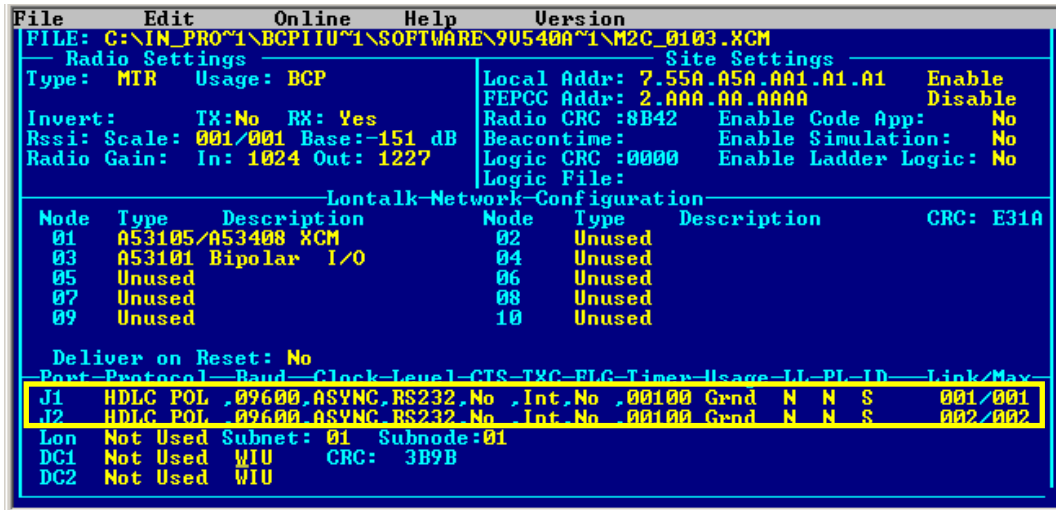 File Edit Online Help Version
FILE: C:\IN_PRO~1\BCPIIU~1\SOFTWARE\9V540A~1\M2C_0103.XCM
Radio Settings Site Settings
Type: MTR Usage: BCP Local Addr: 7.55A.A5A.AA1.A1.A1 Enable
FEPCC Addr: 2.AAA.AA.AAAA Disable
Invert: TX:No RX: Yes Radio CRC :8B42 Enable Code App: No
Rssi: Scale: 001/001 Base:-151 dB Beacontime: Enable Simulation: No
Radio Gain: In: 1024 Out: 1227 Logic CRC :0000 Enable Ladder Logic: No
Logic File:
Lontalk-Network-Configuration
Node Type Description Node Type Description CRC: E31A
01 A53105/A53408 XCM 02 Unused
03 A53101 Bipolar I/O 04 Unused
05 Unused 06 Unused
07 Unused 08 Unused
09 Unused 10 Unused
Deliver on Reset: No
Port-Protocol-Baud-Clock-Level-CTS-TXC-FLG-Timer-Usage-LL-PL-ID-Link/Max
J1 HDLC POL ,09600,ASYNC,RS232,No ,Int,No ,00100 Grnd N N S 001/001
J2 HDLC POL ,09600,ASYNC,RS232,No ,Int,No ,00100 Grnd N N S 002/002
Lon Not Used Subnet: 01 Subnode:01
DC1 Not Used WIU CRC: 3B9B
DC2 Not Used WIU